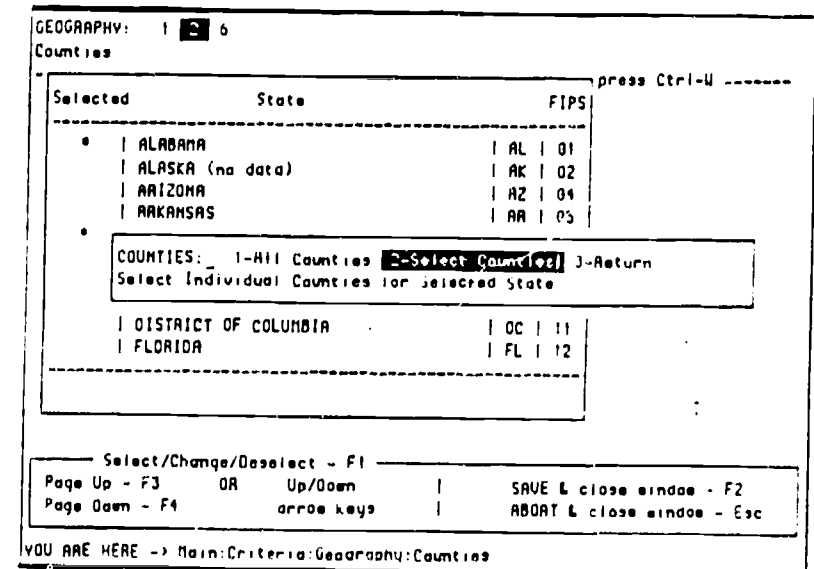 GEOGRAPHY: 1 2 6
Counties
press Ctrl-W -------
Selected State FIPS
* | ALABAMA | AL | 01
| ALASKA (no data) | AK | 02
| ARIZONA | AZ | 04
| ARKANSAS | AR | 05
*
COUNTIES:_ 1-All Counties 2-Select Counties 3-Return
Select Individual Counties for Selected State
| DISTRICT OF COLUMBIA | DC | 11
| FLORIDA | FL | 12
Select/Change/Deselect - F1
Page Up - F3 OR Up/Down | SAVE & close window - F2
Page Down - F4 arrow keys | ABORT & close window - Esc
YOU ARE HERE -> Main:Criteria:Geography:Counties